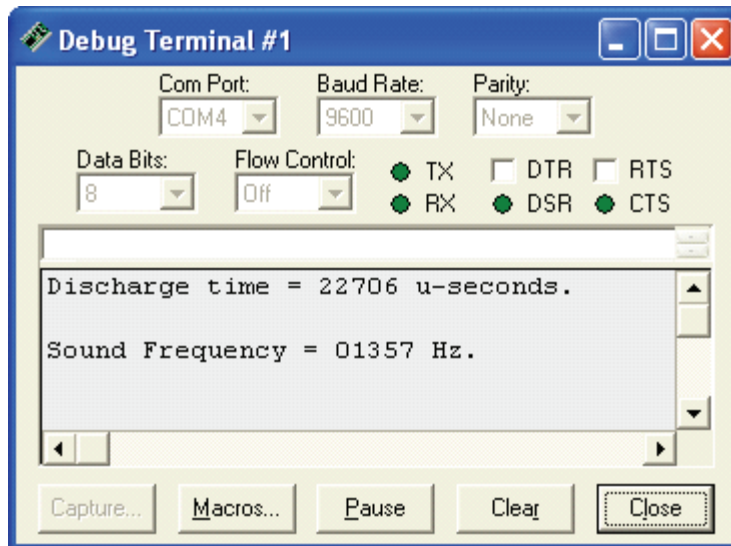 Debug Terminal #1
Com Port: Baud Rate: Parity:
COM4 9600 None
Data Bits: Flow Control: TX DTR RTS
8 Off RX DSR CTS
Discharge time = 22706 u-seconds.
Sound Frequency = 01357 Hz.
Capture... Macros... Pause Clear Close